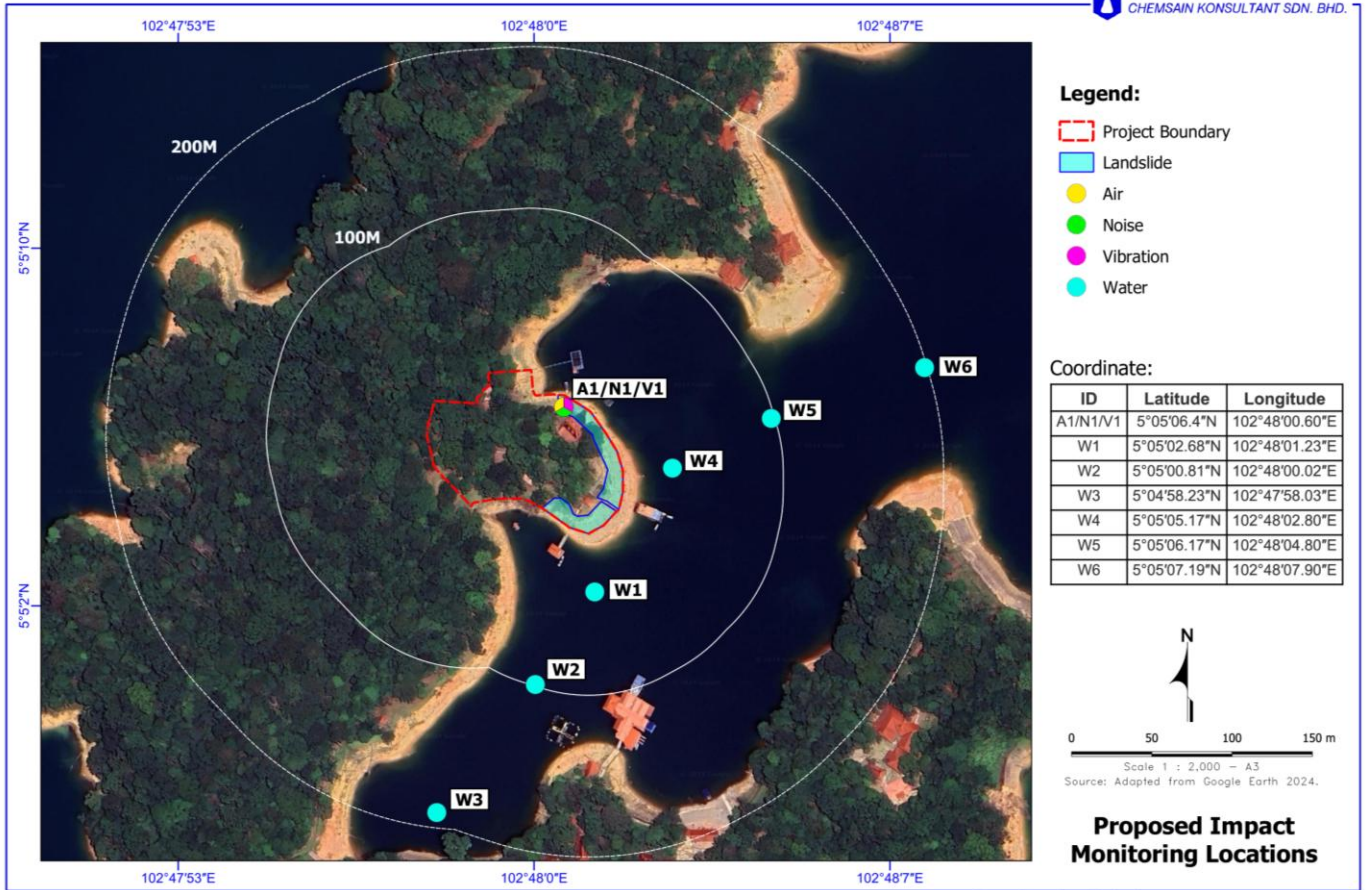 CHEMSAIN KONSULTANT SDN. BHD.
102°47'53"E
102°48'0"E
102°48'7"E
5°5'10"N
5°5'2"N
200M
100M
A1/N1/V1
W6
W5
W4
W1
W2
W3
102°47'53"E
102°48'0"E
102°48'7"E
Legend:
Project Boundary
Landslide
Air
Noise
Vibration
Water
Coordinate:
ID Latitude Longitude
A1/N1/V1 5°05'06.4"N 102°48'00.60"E
W1 5°05'02.68"N 102°48'01.23"E
W2 5°05'00.81"N 102°48'00.02"E
W3 5°04'58.23"N 102°47'58.03"E
W4 5°05'05.17"N 102°48'02.80"E
W5 5°05'06.17"N 102°48'04.80"E
W6 5°05'07.19"N 102°48'07.90"E
N
0 50 100 150 m
Scale 1 : 2,000 – A3
Source: Adapted from Google Earth 2024.
Proposed Impact
Monitoring Locations